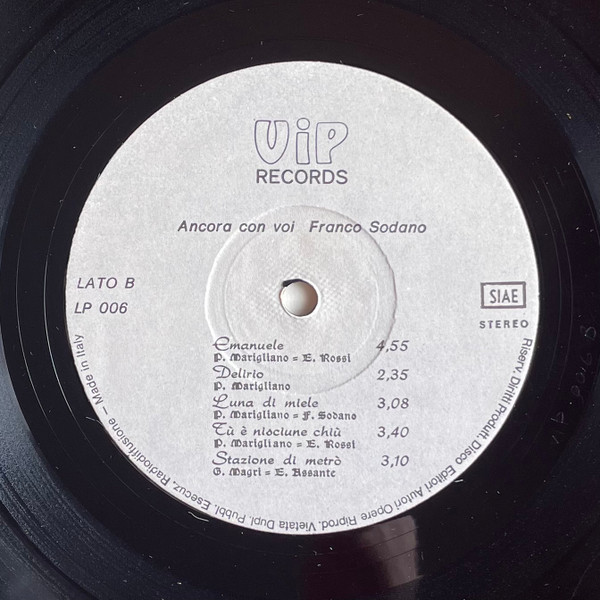 ViP
RECORDS
Ancora con voi Franco Sodano
LATO B
LP 006
SIAE
STEREO
Emanuele 4,55
P. Marigliano = E. Rossi
Delirio 2,35
P. Marigliano
Luna di miele 3,08
P. Marigliano = F. Sodano
Tù è nisciune chiù 3,40
P. Marigliano = E. Rossi
Stazione di metrò 3,10
G. Magri = E. Assante
Riserv. Diritti Produtt. Disco Editori Autori Opere Riprod. Vietata Dupl. Pubbl. Esecuz. Radiodiffusione – Made in Italy